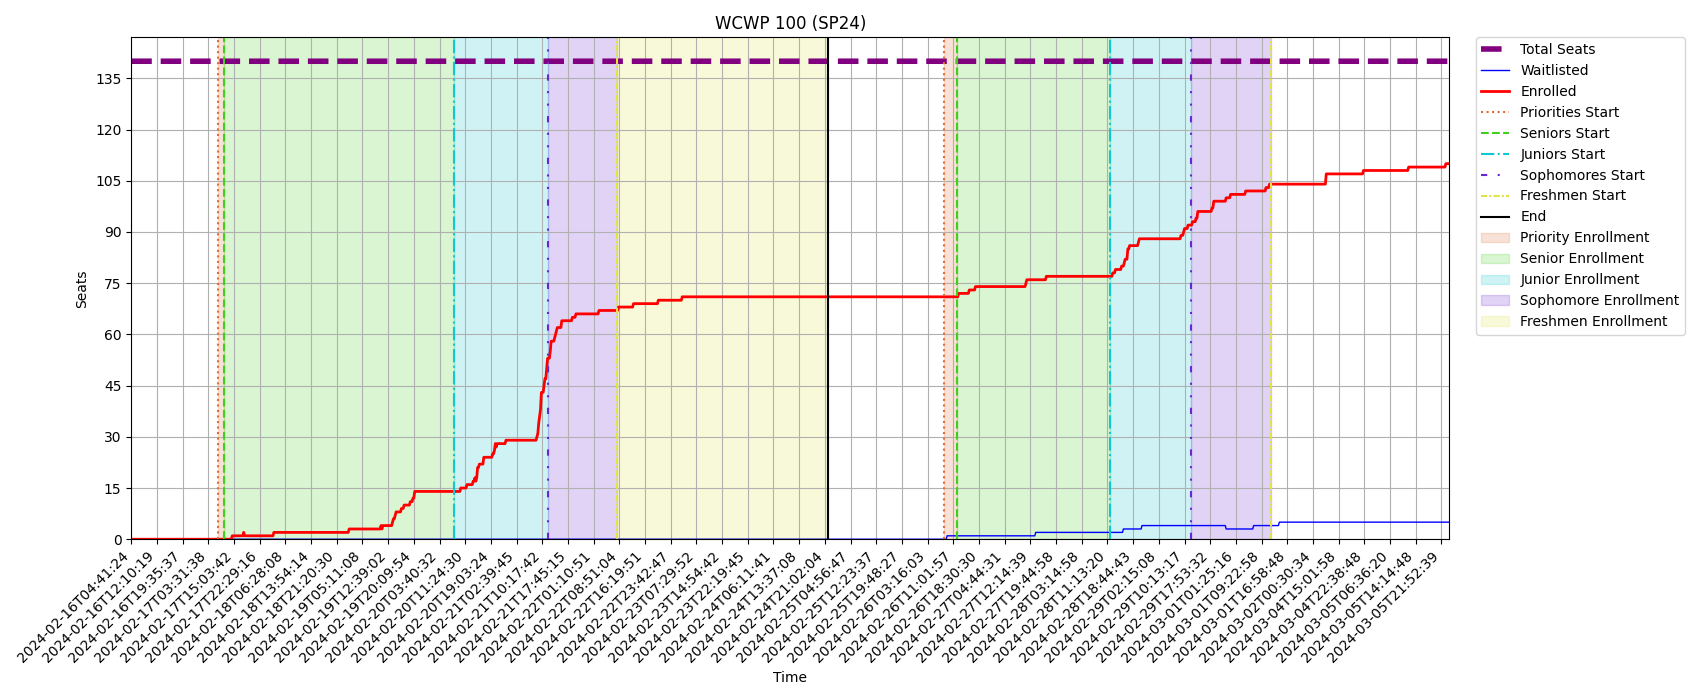 WCWP 100 (SP24)
Total Seats
Waitlisted
Enrolled
Priorities Start
Seniors Start
Juniors Start
Sophomores Start
Freshmen Start
End
Priority Enrollment
Senior Enrollment
Junior Enrollment
Sophomore Enrollment
Freshmen Enrollment
Seats
135
120
105
90
75
60
45
30
15
0
2024-02-16T04:41:24
2024-02-16T12:10:19
2024-02-16T19:35:37
2024-02-17T03:31:38
2024-02-17T15:03:42
2024-02-17T22:29:16
2024-02-18T06:28:08
2024-02-18T13:54:14
2024-02-18T21:20:30
2024-02-19T05:11:08
2024-02-19T12:39:02
2024-02-19T20:09:54
2024-02-20T03:40:32
2024-02-20T11:24:30
2024-02-20T19:03:24
2024-02-21T02:39:45
2024-02-21T10:17:42
2024-02-21T17:45:15
2024-02-22T01:10:51
2024-02-22T08:51:04
2024-02-22T16:19:51
2024-02-22T23:42:47
2024-02-23T07:29:52
2024-02-23T14:54:42
2024-02-23T22:19:45
2024-02-24T06:11:41
2024-02-24T13:37:08
2024-02-24T21:02:04
2024-02-25T04:56:47
2024-02-25T12:23:37
2024-02-25T19:48:27
2024-02-26T03:16:03
2024-02-26T11:01:57
2024-02-26T18:30:30
2024-02-27T04:44:31
2024-02-27T12:14:39
2024-02-27T19:44:58
2024-02-28T03:14:58
2024-02-28T11:13:20
2024-02-28T18:44:43
2024-02-29T02:15:08
2024-02-29T10:13:17
2024-02-29T17:53:32
2024-03-01T01:25:16
2024-03-01T09:22:58
2024-03-01T16:58:48
2024-03-04T00:30:34
2024-03-04T15:01:58
2024-03-04T22:38:48
2024-03-05T06:36:20
2024-03-05T14:14:48
2024-03-05T21:52:39
Time